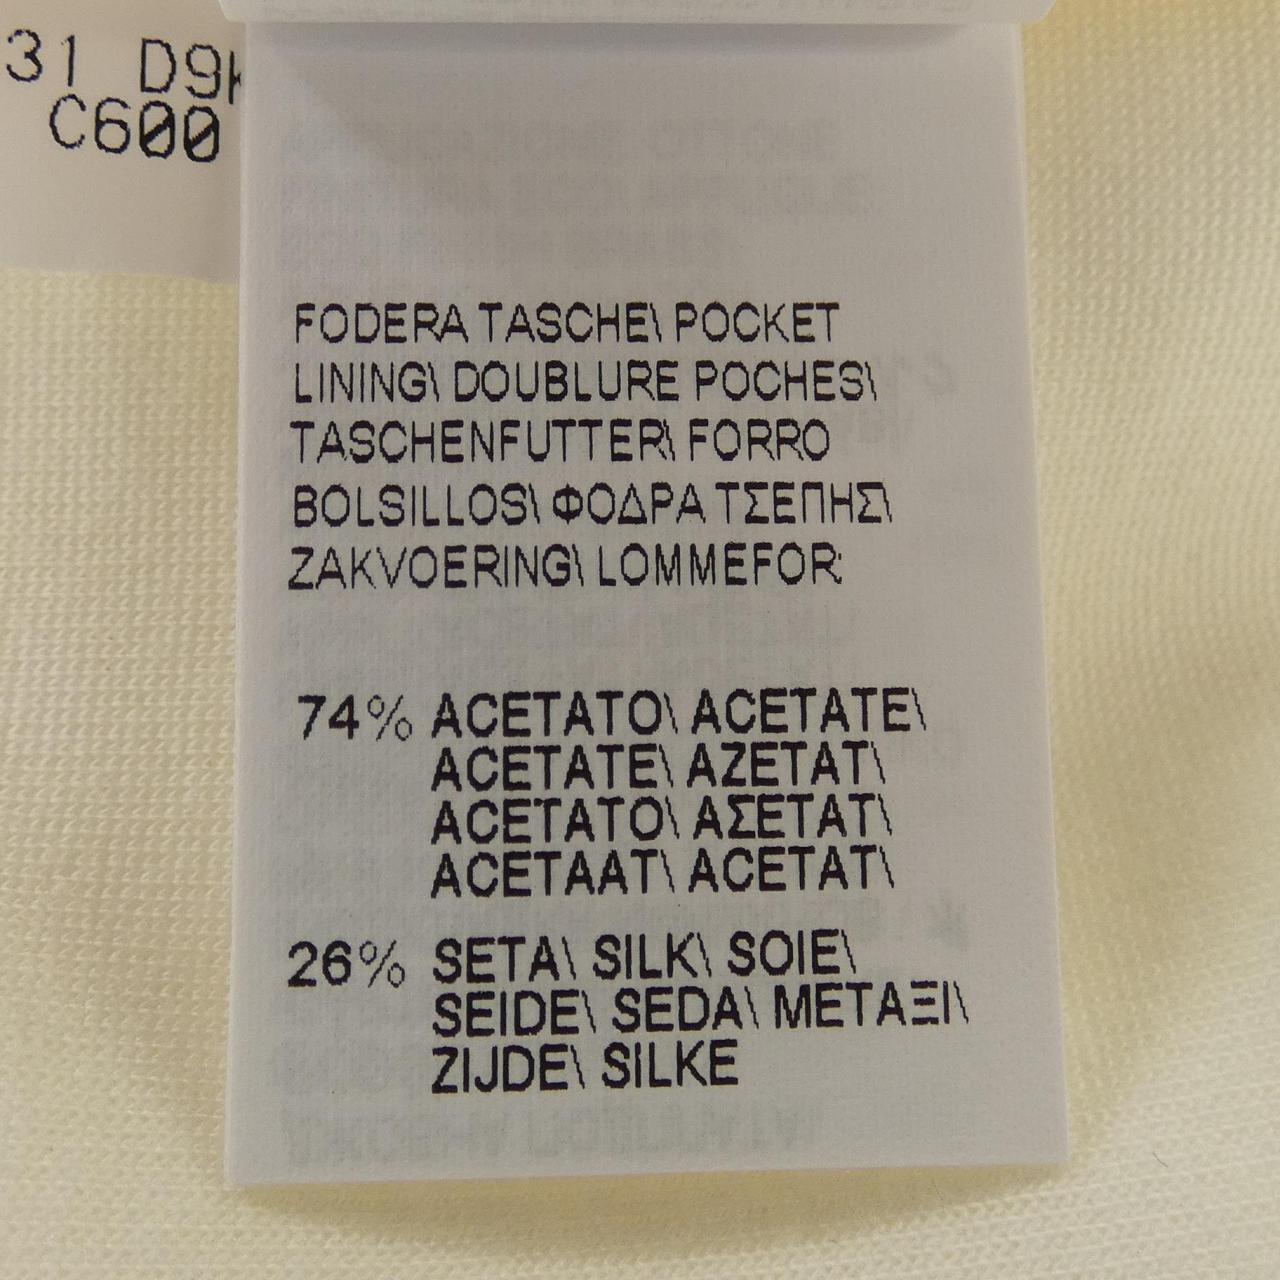 31 D9
C600
FODERA TASCHE\ POCKET
LINING\ DOUBLURE POCHES\
TASCHENFUTTER\ FORRO
BOLSILLOS\ ΦΟΔΡΑ ΤΣΕΠΗΣ\
ZAKVOERING\ LOMMEFOR:
74% ACETATO\ ACETATE\
ACETATE\ AZETAT\
ACETATO\ ΑΣΕΤΑΤ\
ACETAAT\ ACETAT\
26% SETA\ SILK\ SOIE\
SEIDE\ SEDA\ ΜΕΤΑΞΙ\
ZIJDE\ SILKE